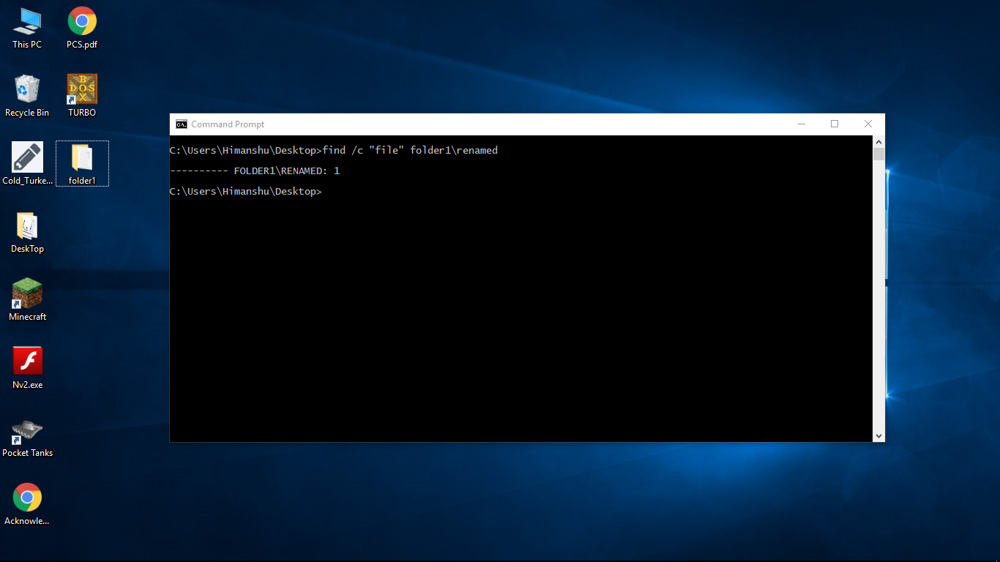 This PC
PCS.pdf
Recycle Bin
B
DOS
X
TURBO
Cold_Turke...
folder1
DeskTop
Minecraft
Nv2.exe
Pocket Tanks
Acknowle...
C:\.
Command Prompt
C:\Users\Himanshu\Desktop>find /c "file" folder1\renamed
---------- FOLDER1\RENAMED: 1
C:\Users\Himanshu\Desktop>